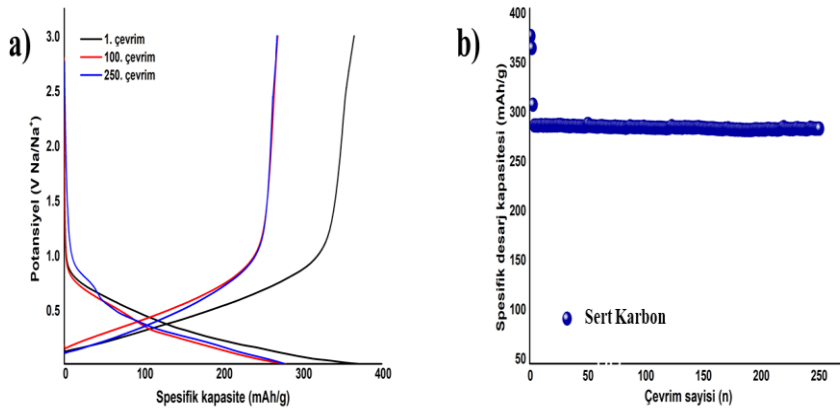 a)
1. çevrim
100. çevrim
250. çevrim
3.0
2.5
2.0
1.5
1.0
0.5
Potansiyel (V Na/Na⁺)
0 100 200 300 400
Spesifik kapasite (mAh/g)
b)
400
350
300
250
200
150
100
50
Spesifik desarj kapasitesi (mAh/g)
Sert Karbon
0 50 100 150 200 250
Çevrim sayisi (n)